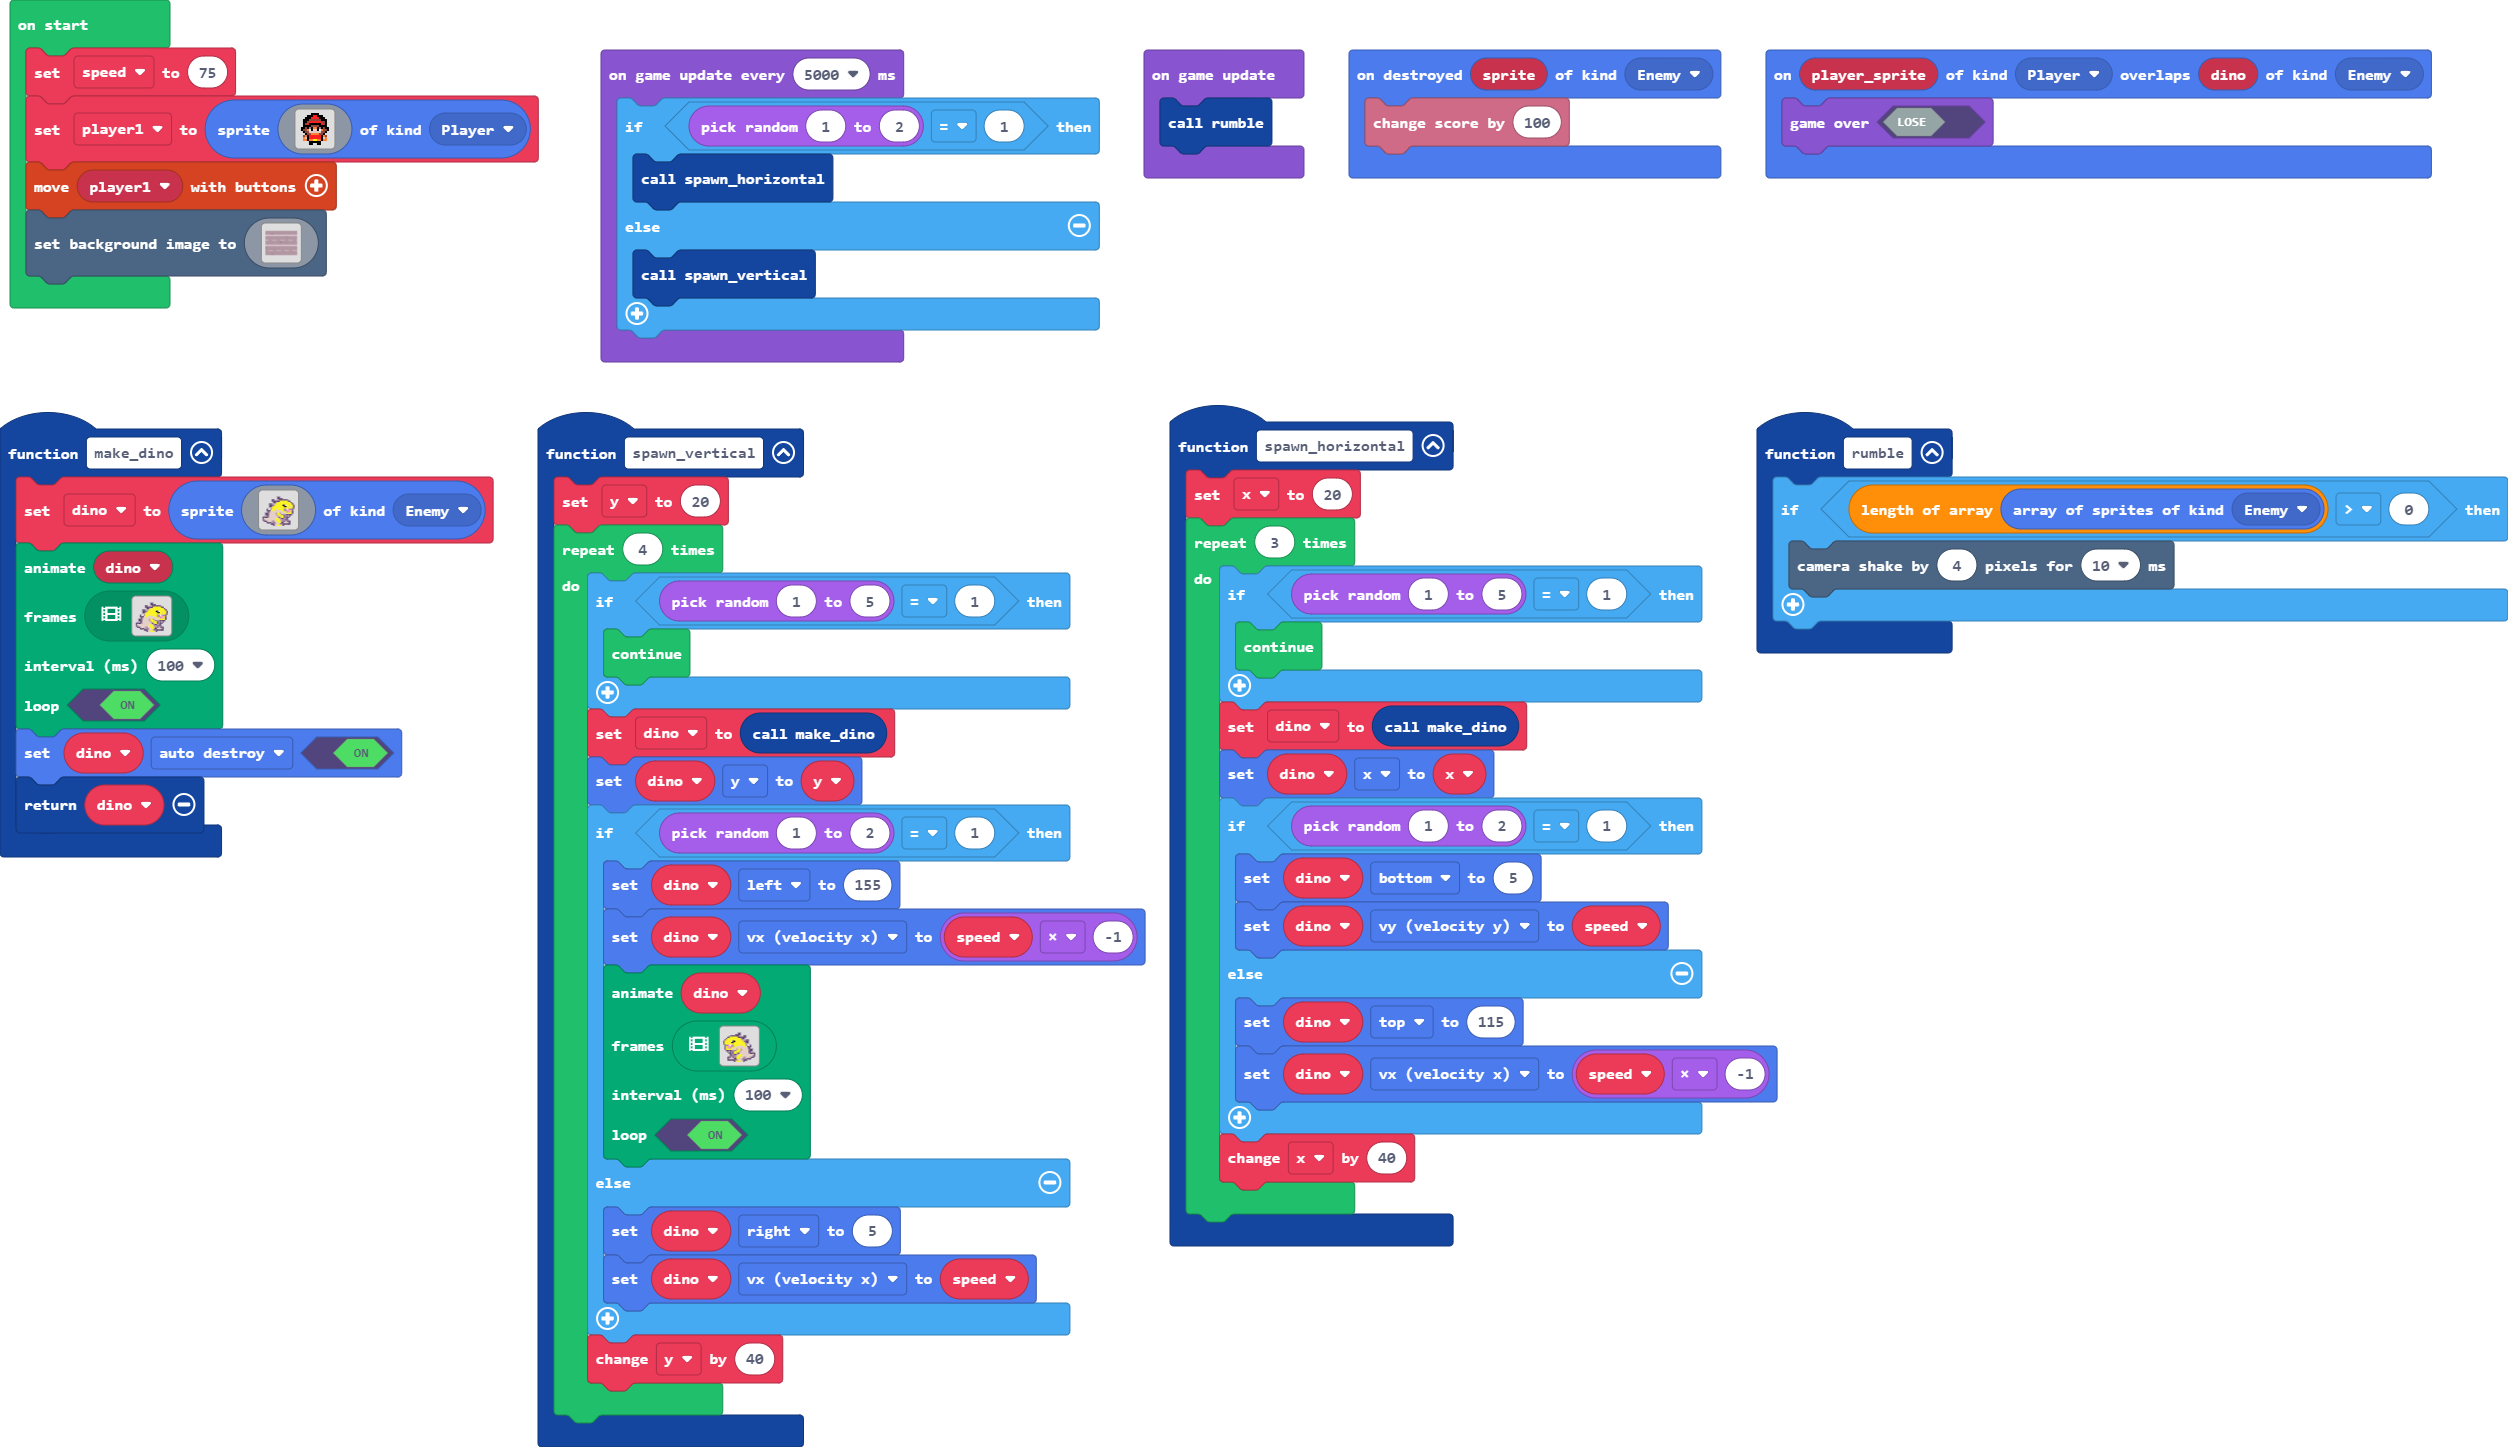 on start
set speed to 75
set player1 to sprite of kind Player
move player1 with buttons
set background image to
on game update every 5000 ms
if pick random 1 to 2 = 1 then
call spawn_horizontal
else
call spawn_vertical
on game update
call rumble
on destroyed sprite of kind Enemy
change score by 100
on player_sprite of kind Player overlaps dino of kind Enemy
game over LOSE
function make_dino
set dino to sprite of kind Enemy
animate dino
frames
interval (ms) 100
loop ON
set dino auto destroy ON
return dino
function spawn_vertical
set y to 20
repeat 4 times
do
if pick random 1 to 5 = 1 then
continue
set dino to call make_dino
set dino y to y
if pick random 1 to 2 = 1 then
set dino left to 155
set dino vx (velocity x) to speed × -1
animate dino
frames
interval (ms) 100
loop ON
else
set dino right to 5
set dino vx (velocity x) to speed
change y by 40
function spawn_horizontal
set x to 20
repeat 3 times
do
if pick random 1 to 5 = 1 then
continue
set dino to call make_dino
set dino x to x
if pick random 1 to 2 = 1 then
set dino bottom to 5
set dino vy (velocity y) to speed
else
set dino top to 115
set dino vx (velocity x) to speed × -1
change x by 40
function rumble
if length of array array of sprites of kind Enemy > 0 then
camera shake by 4 pixels for 10 ms